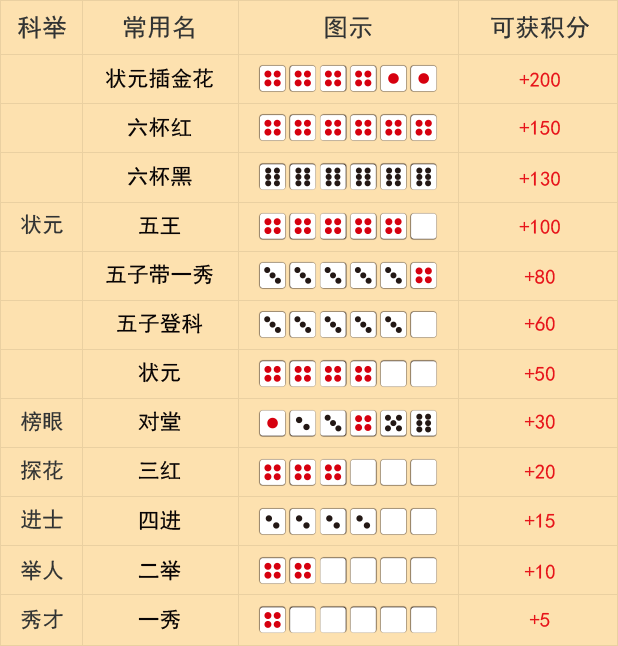 科举 常用名 图示 可获积分
状元插金花 +200
六杯红 +150
六杯黑 +130
状元 五王 +100
五子带一秀 +80
五子登科 +60
状元 +50
榜眼 对堂 +30
探花 三红 +20
进士 四进 +15
举人 二举 +10
秀才 一秀 +5